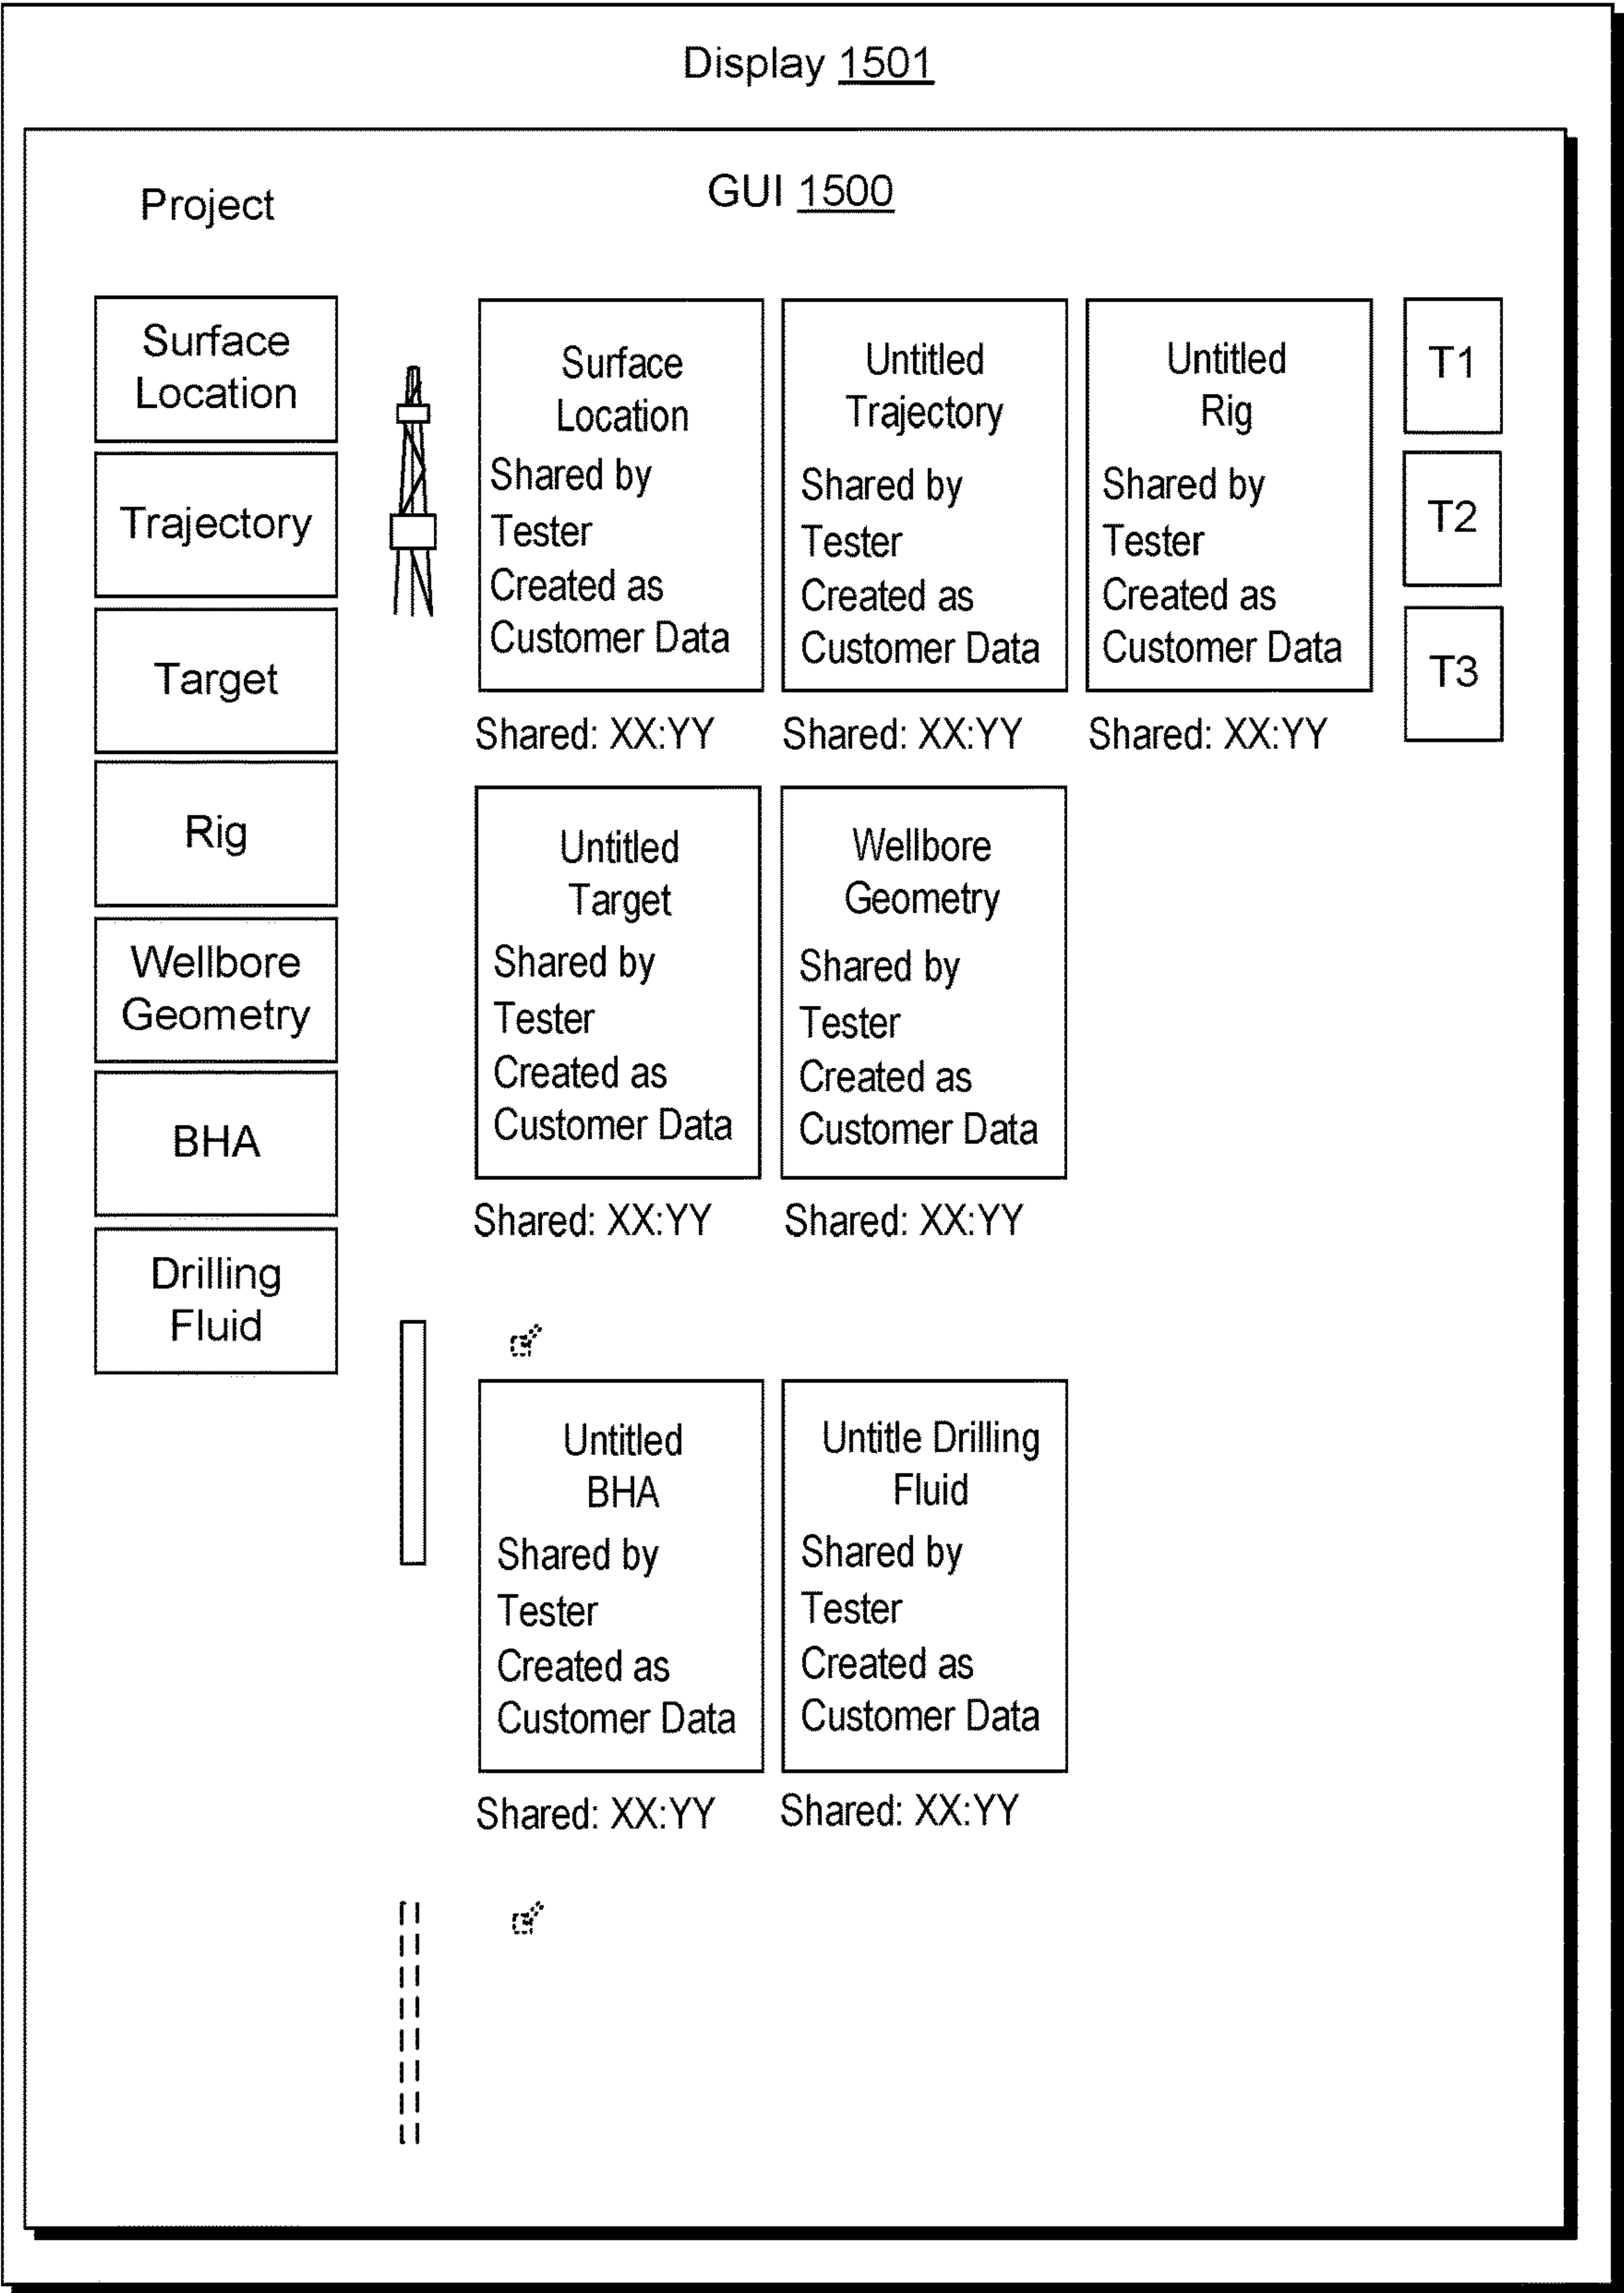 Display 1501
GUI 1500
Project
Surface
Location
Trajectory
Target
Rig
Wellbore
Geometry
BHA
Drilling
Fluid
Surface
Location
Shared by
Tester
Created as
Customer Data
Shared: XX:YY
Untitled
Trajectory
Shared by
Tester
Created as
Customer Data
Shared: XX:YY
Untitled
Rig
Shared by
Tester
Created as
Customer Data
Shared: XX:YY
T1
T2
T3
Untitled
Target
Shared by
Tester
Created as
Customer Data
Shared: XX:YY
Wellbore
Geometry
Shared by
Tester
Created as
Customer Data
Shared: XX:YY
Untitled
BHA
Shared by
Tester
Created as
Customer Data
Shared: XX:YY
Untitle Drilling
Fluid
Shared by
Tester
Created as
Customer Data
Shared: XX:YY